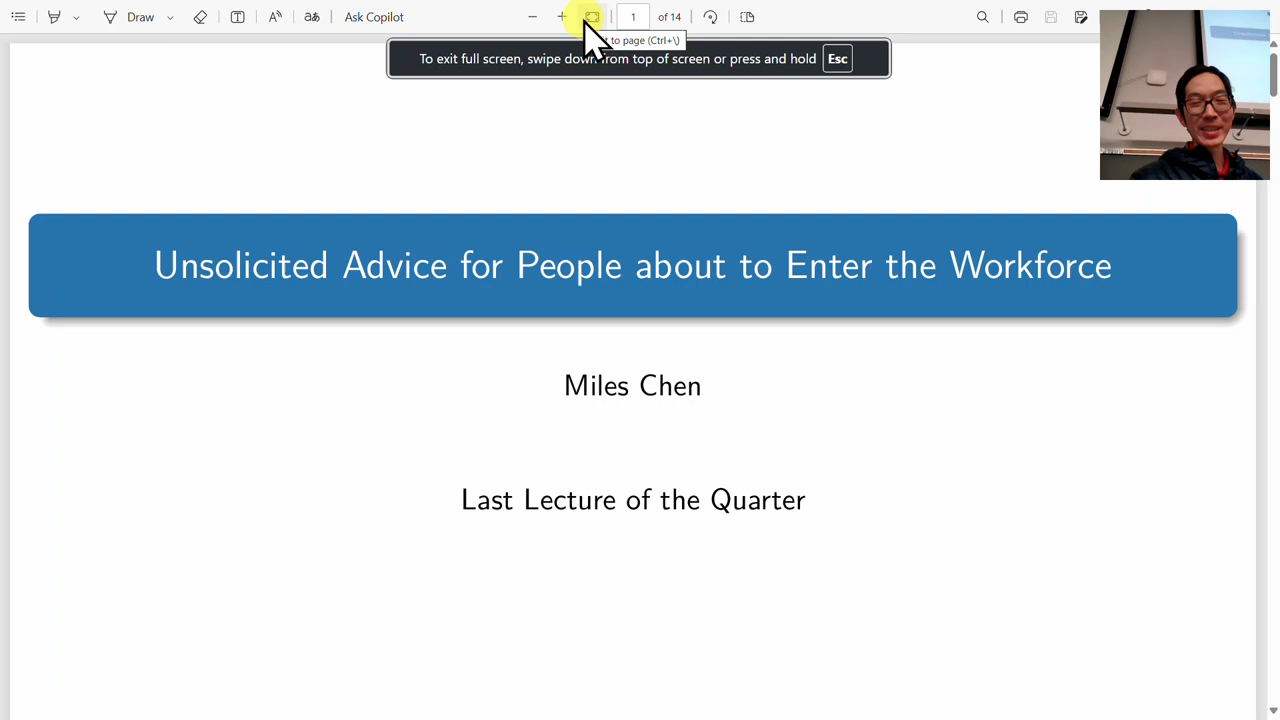 Draw
aあ
Ask Copilot
1
of 14
to page (Ctrl+\)
To exit full screen, swipe down from top of screen or press and hold Esc
Unsolicited Advice for People about to Enter the Workforce
Miles Chen
Last Lecture of the Quarter